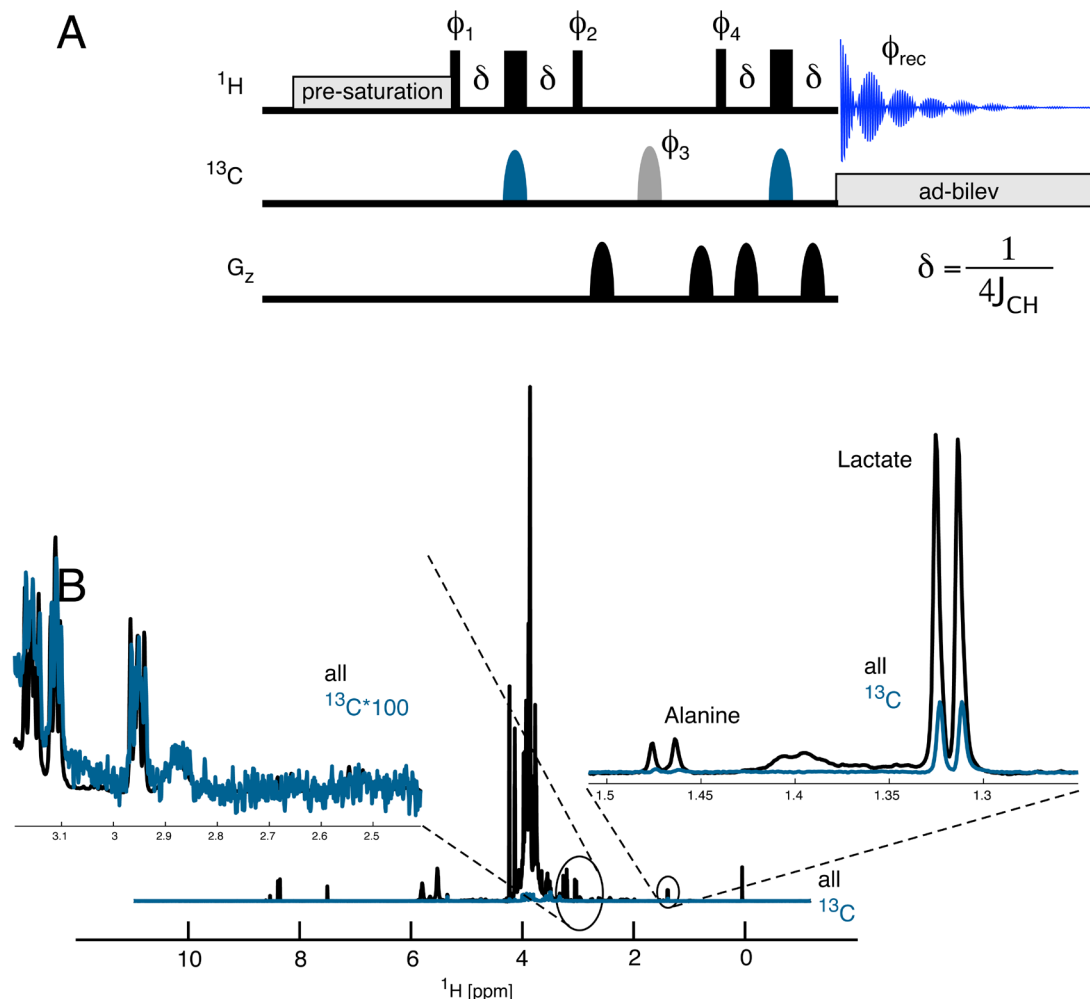 A
ϕ1 ϕ2 ϕ4
ϕrec
1H pre-saturation δ δ δ δ
13C ϕ3
ad-bilev
Gz
δ = 1/4JCH
B
all
13C*100
3.1 3 2.9 2.8 2.7 2.6 2.5
Lactate
all
13C
Alanine
1.5 1.45 1.4 1.35 1.3
all
13C
10 8 6 4 2 0
1H [ppm]